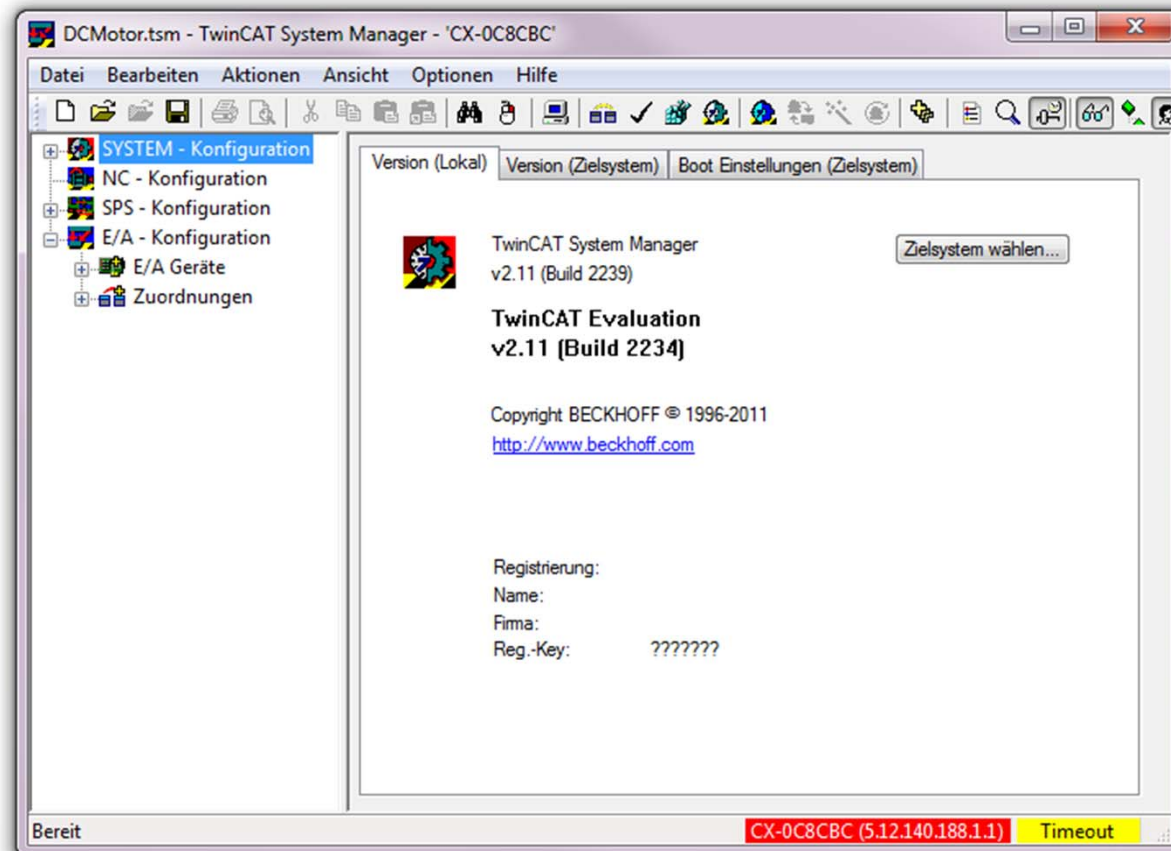 DCMotor.tsm - TwinCAT System Manager - 'CX-0C8CBC'
Datei Bearbeiten Aktionen Ansicht Optionen Hilfe
SYSTEM - Konfiguration
NC - Konfiguration
SPS - Konfiguration
E/A - Konfiguration
E/A Geräte
Zuordnungen
Version (Lokal) Version (Zielsystem) Boot Einstellungen (Zielsystem)
TwinCAT System Manager
v2.11 (Build 2239)
Zielsystem wählen...
TwinCAT Evaluation
v2.11 (Build 2234)
Copyright BECKHOFF © 1996-2011
http://www.beckhoff.com
Registrierung:
Name:
Firma:
Reg.-Key: ???????
Bereit CX-0C8CBC (5.12.140.188.1.1) Timeout